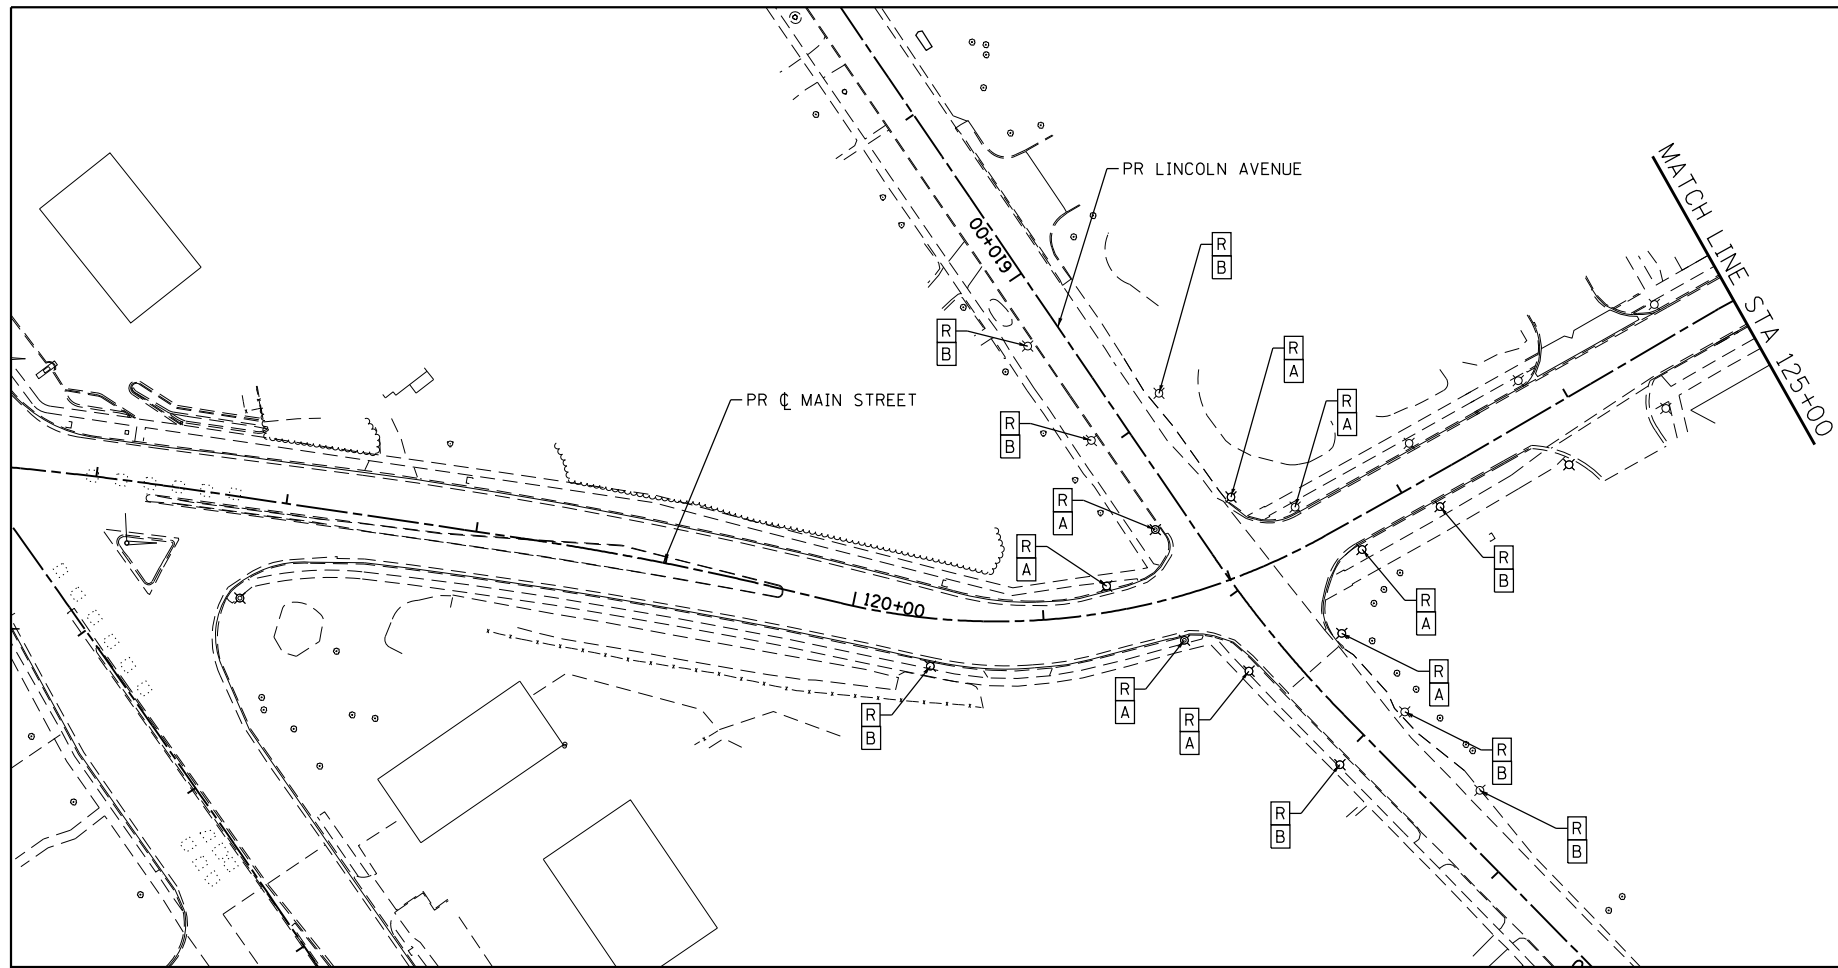 PR LINCOLN AVENUE
MATCH LINE STA 125+00
610+00
R
B
R
B
R
A
PR ℄ MAIN STREET
R
A
R
B
R
A
R
A
R
B
120+00
R
A
R
A
R
A
R
B
R
A
R
B
R
B
R
B